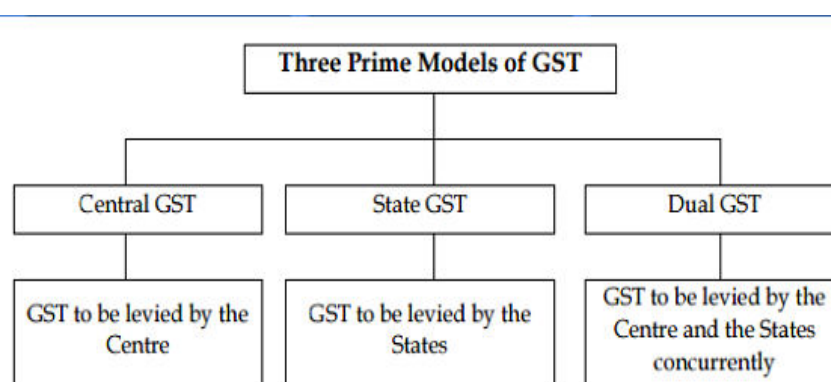 Three Prime Models of GST
Central GST
State GST
Dual GST
GST to be levied by the
Centre
GST to be levied by the
States
GST to be levied by the
Centre and the States
concurrently